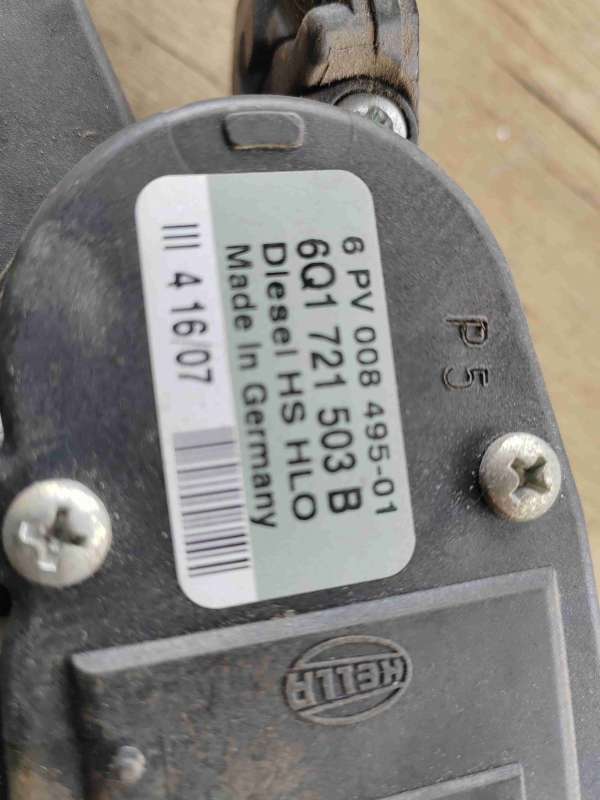 6 PV 008 495-01
6Q1 721 503 B
Diesel HS HLO
Made In Germany
||| 4 16/07
P5
HELLA